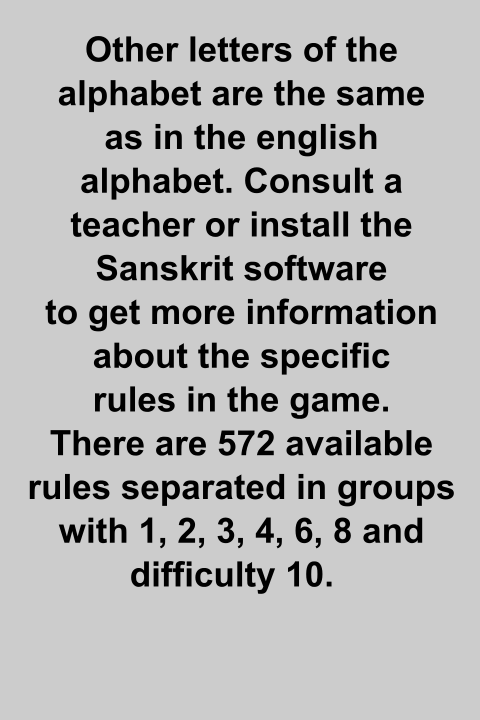 Other letters of the
alphabet are the same
as in the english
alphabet. Consult a
teacher or install the
Sanskrit software
to get more information
about the specific
rules in the game.
There are 572 available
rules separated in groups
with 1, 2, 3, 4, 6, 8 and
difficulty 10.